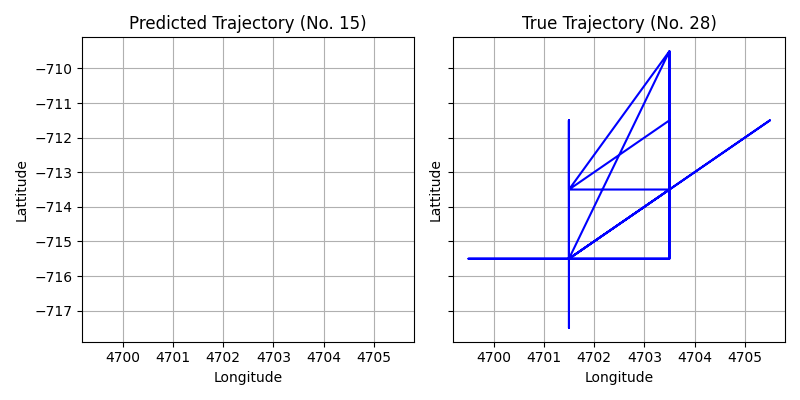 Predicted Trajectory (No. 15)
True Trajectory (No. 28)
Lattitude
−710
−711
−712
−713
−714
−715
−716
−717
4700 4701 4702 4703 4704 4705
Longitude
Lattitude
4700 4701 4702 4703 4704 4705
Longitude